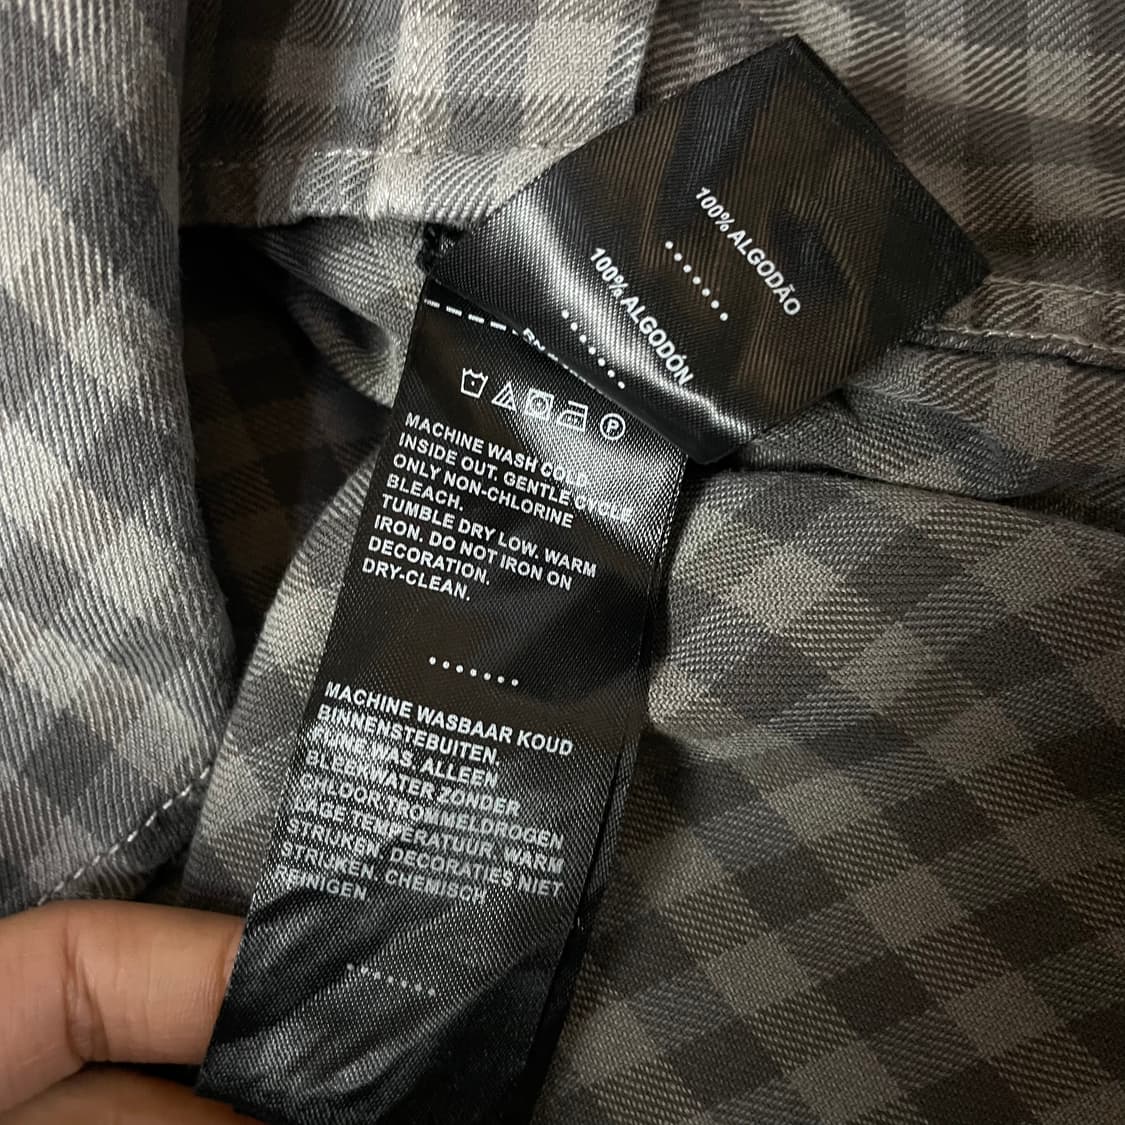 100% ALGODÃO
100% ALGODÓN
P
MACHINE WASH COLD
INSIDE OUT. GENTLE CYCLE
ONLY NON-CHLORINE
BLEACH.
TUMBLE DRY LOW. WARM
IRON. DO NOT IRON ON
DECORATION.
DRY-CLEAN.
MACHINE WASBAAR KOUD
BINNENSTEBUITEN.
FIJNE WAS. ALLEEN
BLEEKWATER ZONDER
CHLOOR.TROMMELDROGEN
LAGE TEMPERATUUR. WARM
STRIJKEN. DECORATIES NIET
STRIJKEN. CHEMISCH
REINIGEN